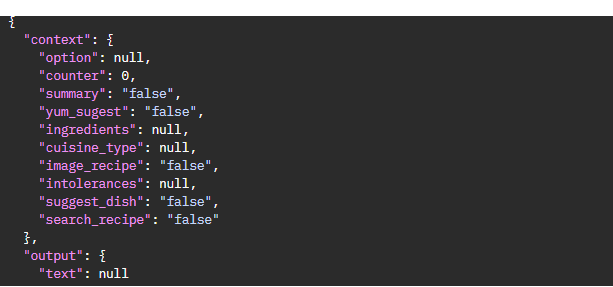 {
"context": {
"option": null,
"counter": 0,
"summary": "false",
"yum_sugest": "false",
"ingredients": null,
"cuisine_type": null,
"image_recipe": "false",
"intolerances": null,
"suggest_dish": "false",
"search_recipe": "false"
},
"output": {
"text": null